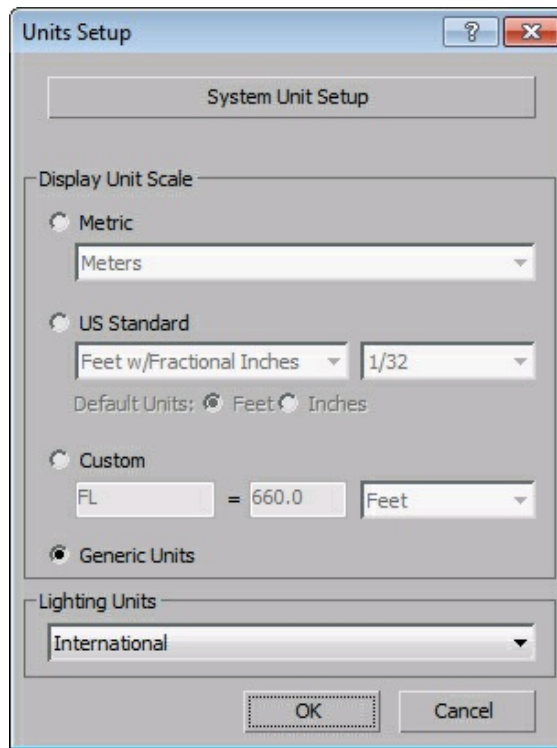 Units Setup
?
System Unit Setup
Display Unit Scale
Metric
Meters
US Standard
Feet w/Fractional Inches 1/32
Default Units: Feet Inches
Custom
FL = 660.0 Feet
Generic Units
Lighting Units
International
OK Cancel